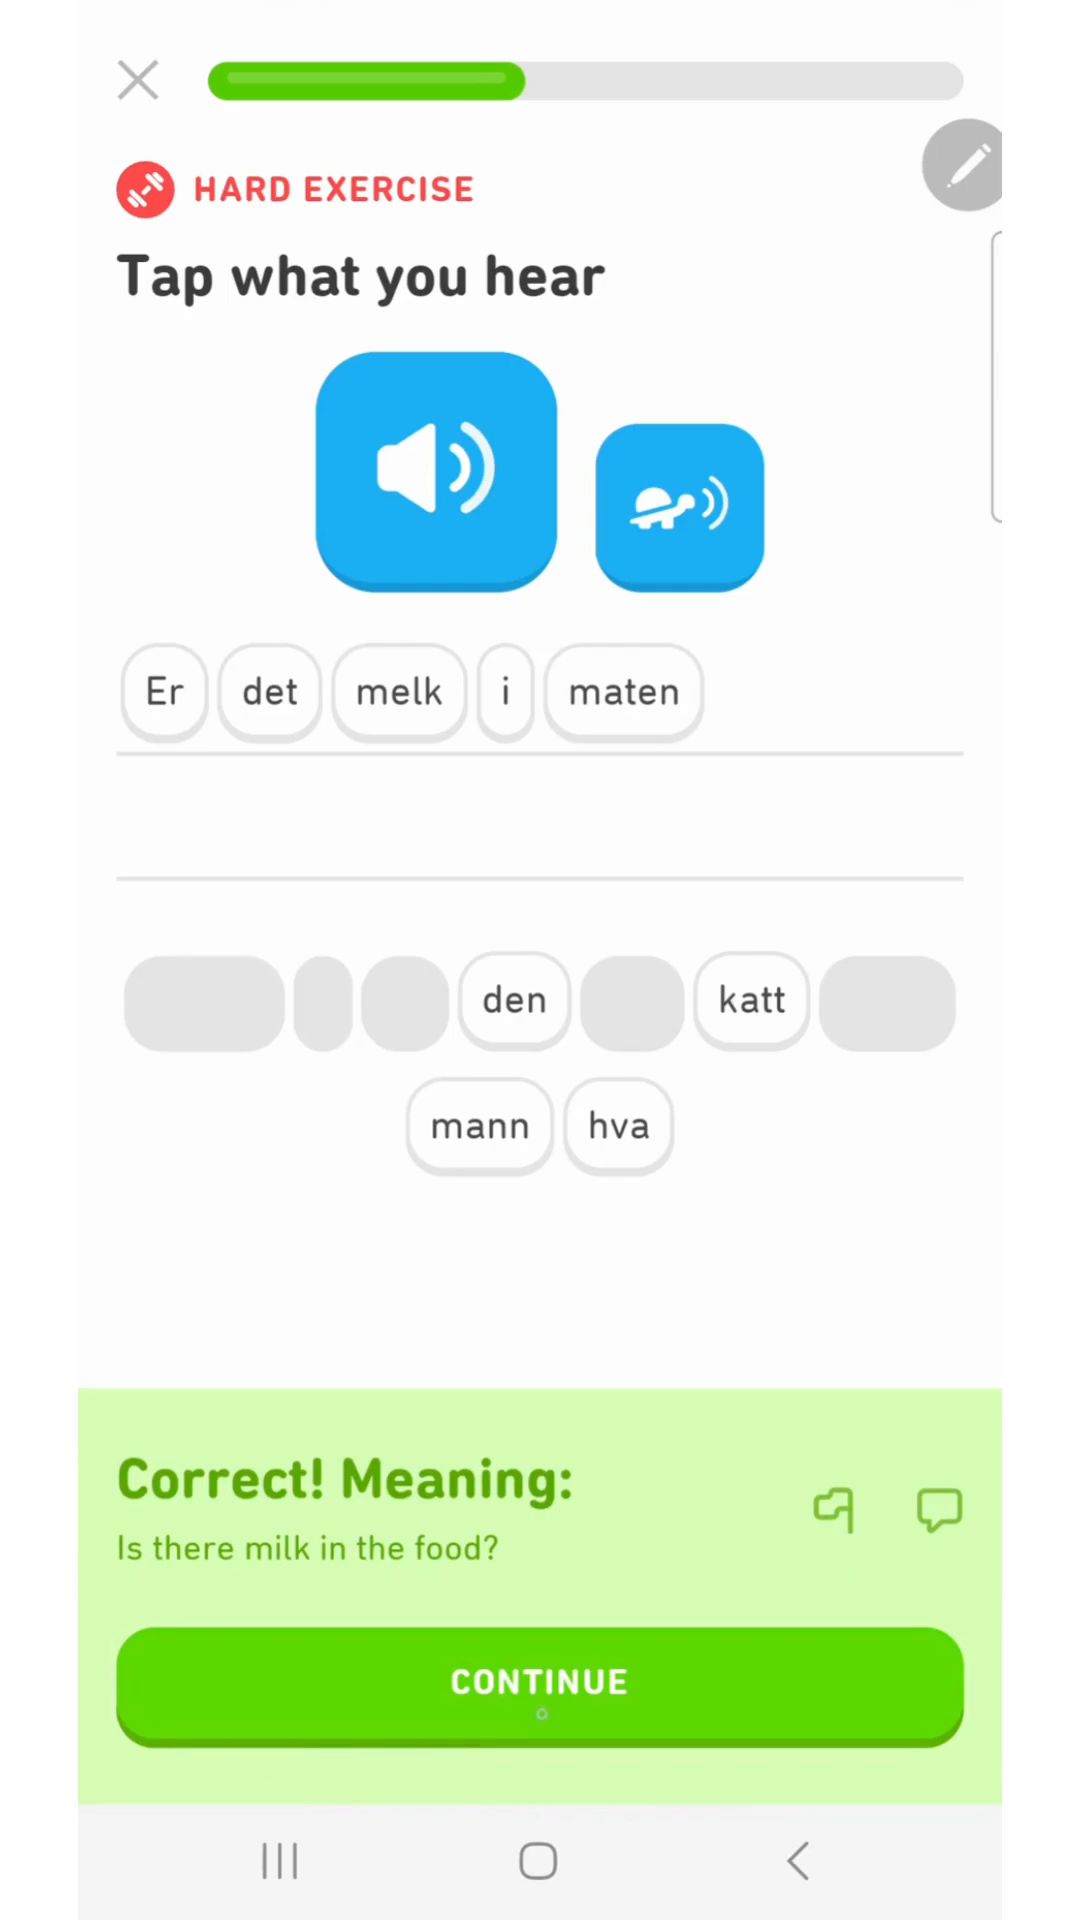 HARD EXERCISE
Tap what you hear
Er det melk i maten
den katt
mann hva
Correct! Meaning:
Is there milk in the food?
CONTINUE